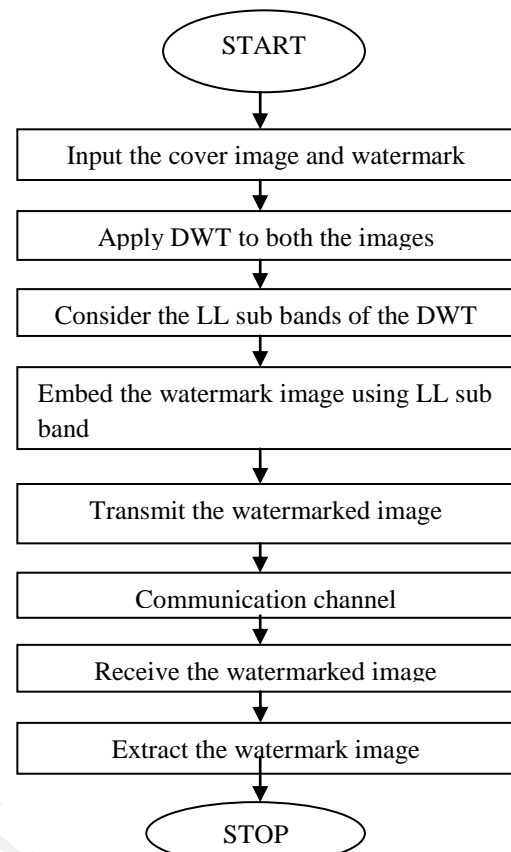 START
Input the cover image and watermark
Apply DWT to both the images
Consider the LL sub bands of the DWT
Embed the watermark image using LL sub
band
Transmit the watermarked image
Communication channel
Receive the watermarked image
Extract the watermark image
STOP